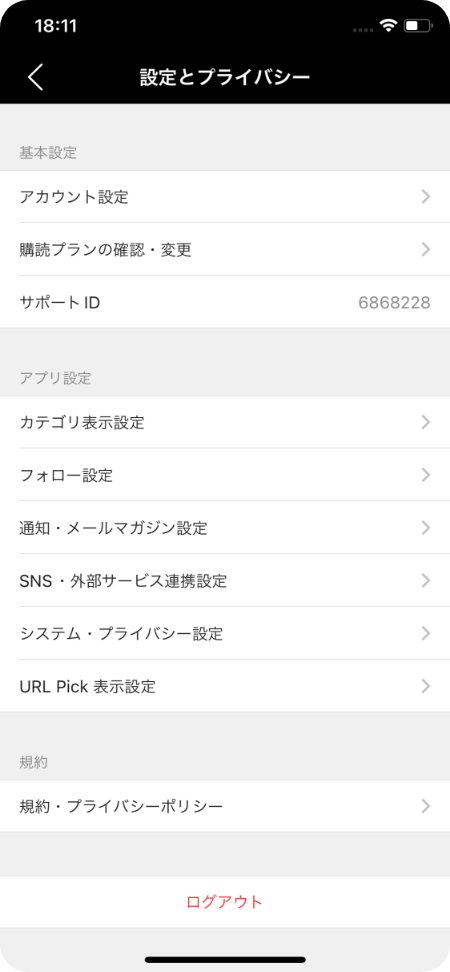 18:11
設定とプライバシー
基本設定
アカウント設定
購読プランの確認・変更
サポート ID 6868228
アプリ設定
カテゴリ表示設定
フォロー設定
通知・メールマガジン設定
SNS・外部サービス連携設定
システム・プライバシー設定
URL Pick 表示設定
規約
規約・プライバシーポリシー
ログアウト